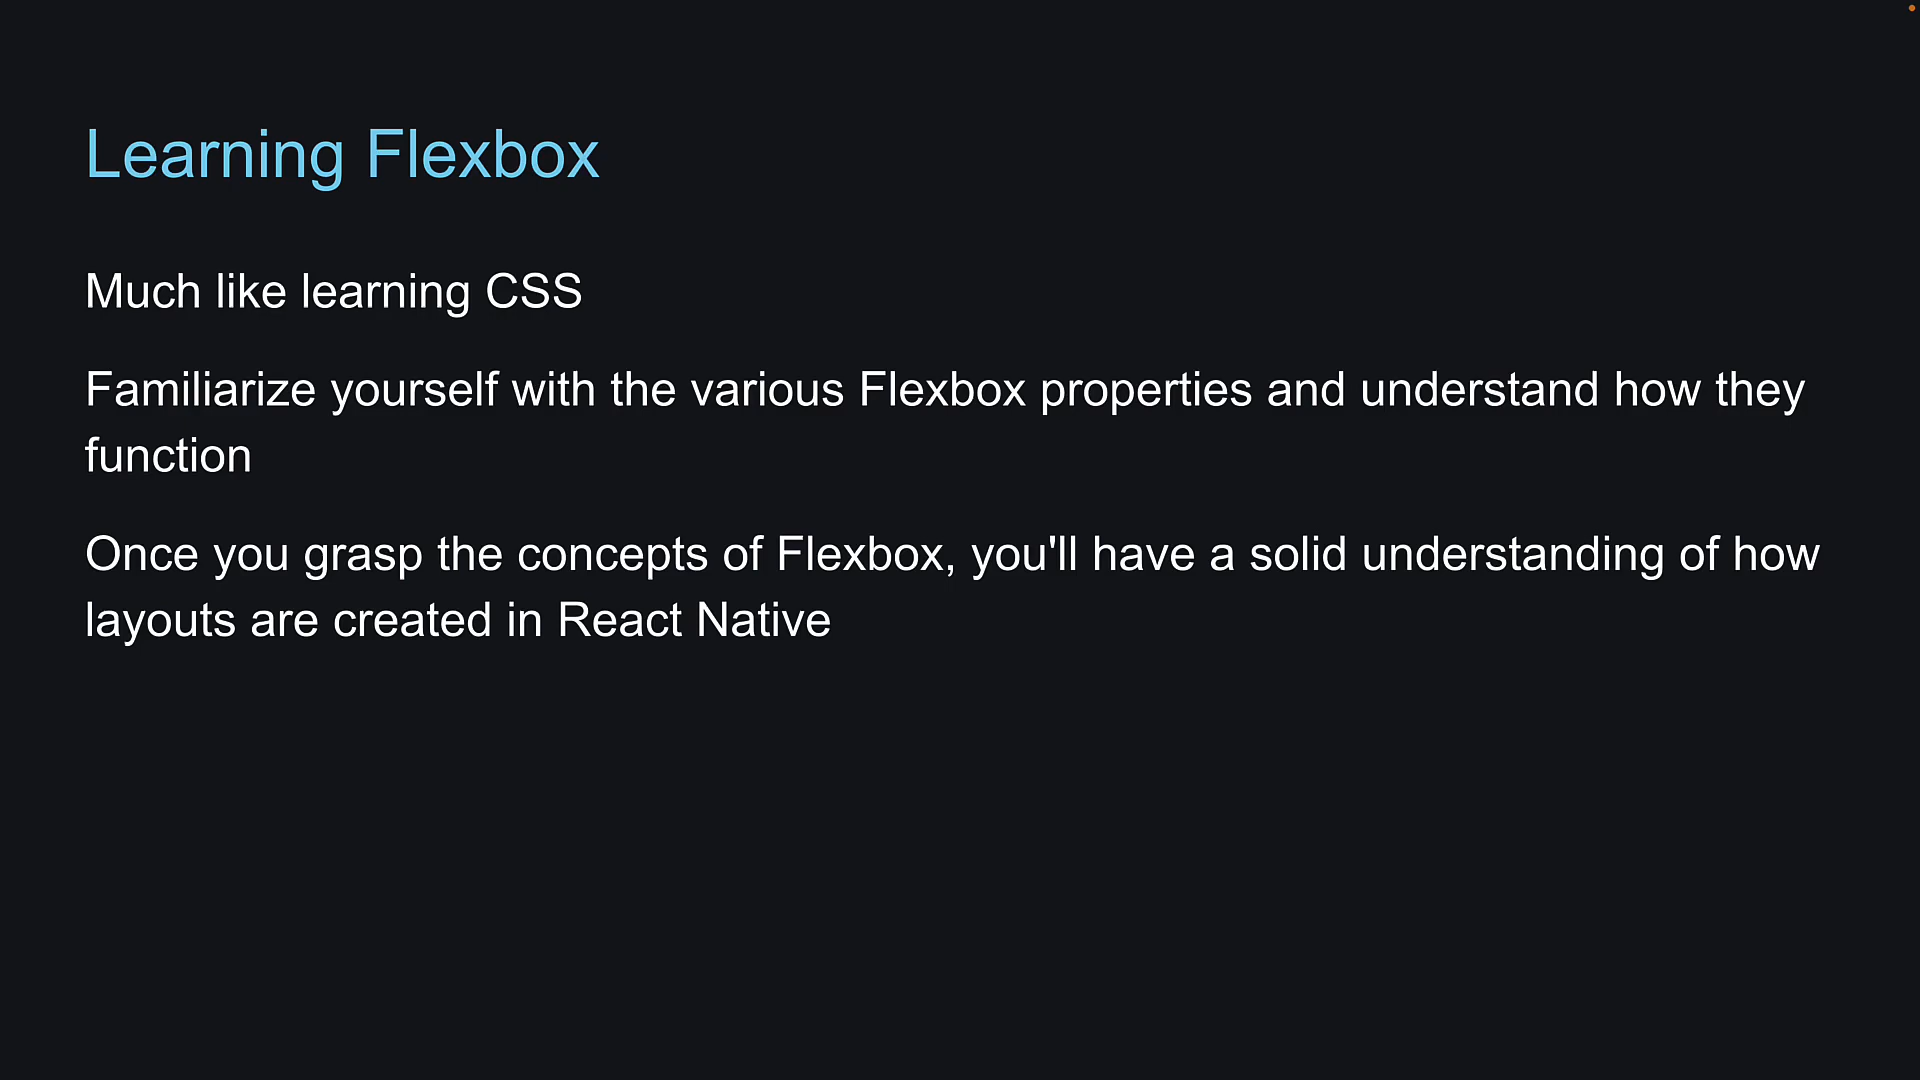 Learning Flexbox
Much like learning CSS
Familiarize yourself with the various Flexbox properties and understand how they
function
Once you grasp the concepts of Flexbox, you'll have a solid understanding of how
layouts are created in React Native